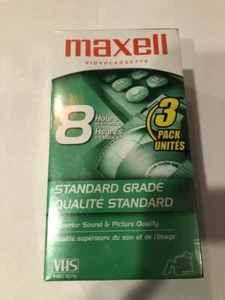 maxell
VIDEOCASSETTE
8 Hours
Heures
3
PACK
UNITÉS
STANDARD GRADE
QUALITÉ STANDARD
Superior Sound & Picture Quality
Qualité supérieure du son et de l'image
VHS